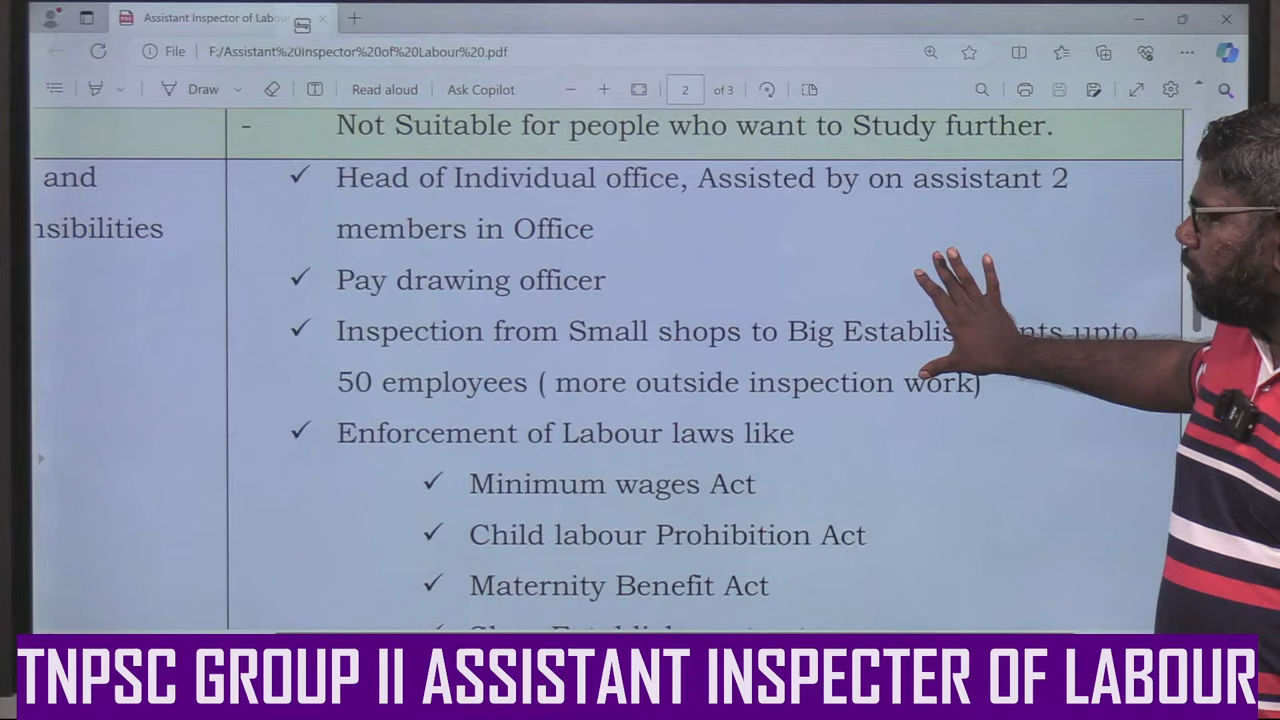 Assistant Inspector of Labour
File
F:/Assistant%20Inspector%20of%20Labour%20.pdf
Draw
Read aloud
Ask Copilot
2
of 3
- Not Suitable for people who want to Study further.
and
nsibilities
✓ Head of Individual office, Assisted by on assistant 2
members in Office
✓ Pay drawing officer
✓ Inspection from Small shops to Big Establis nts upto
50 employees ( more outside inspection work)
✓ Enforcement of Labour laws like
✓ Minimum wages Act
✓ Child labour Prohibition Act
✓ Maternity Benefit Act
TNPSC GROUP II ASSISTANT INSPECTER OF LABOUR